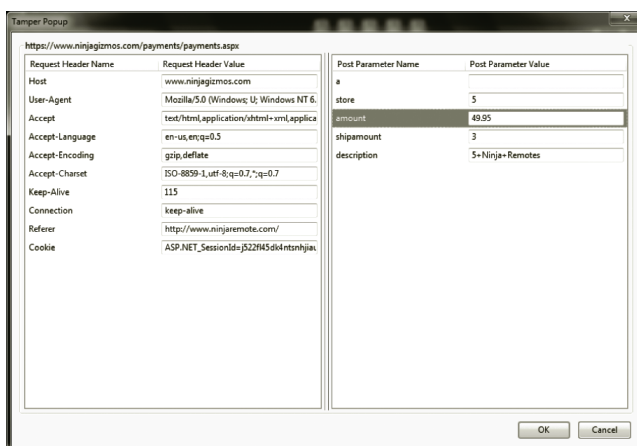 Tamper Popup
https://www.ninjagizmos.com/payments/payments.aspx
Request Header Name Request Header Value
Host www.ninjagizmos.com
User-Agent Mozilla/5.0 (Windows; U; Windows NT 6.
Accept text/html,application/xhtml+xml,applica
Accept-Language en-us,en;q=0.5
Accept-Encoding gzip,deflate
Accept-Charset ISO-8859-1,utf-8;q=0.7,*;q=0.7
Keep-Alive 115
Connection keep-alive
Referer http://www.ninjaremote.com/
Cookie ASP.NET_SessionId=j522fl45dk4ntsnhjiau
Post Parameter Name Post Parameter Value
a
store 5
amount 49.95
shipamount 3
description 5+Ninja+Remotes
OK Cancel